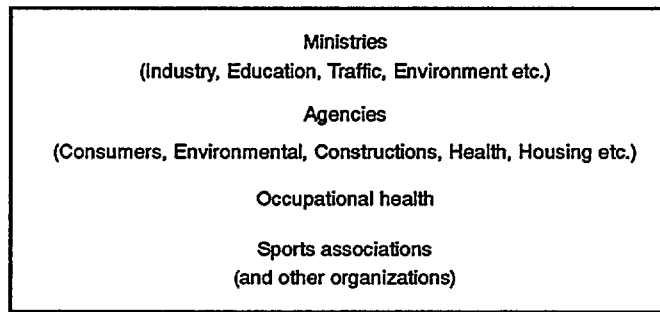 Ministries
(Industry, Education, Traffic, Environment etc.)
Agencies
(Consumers, Environmental, Constructions, Health, Housing etc.)
Occupational health
Sports associations
(and other organizations)